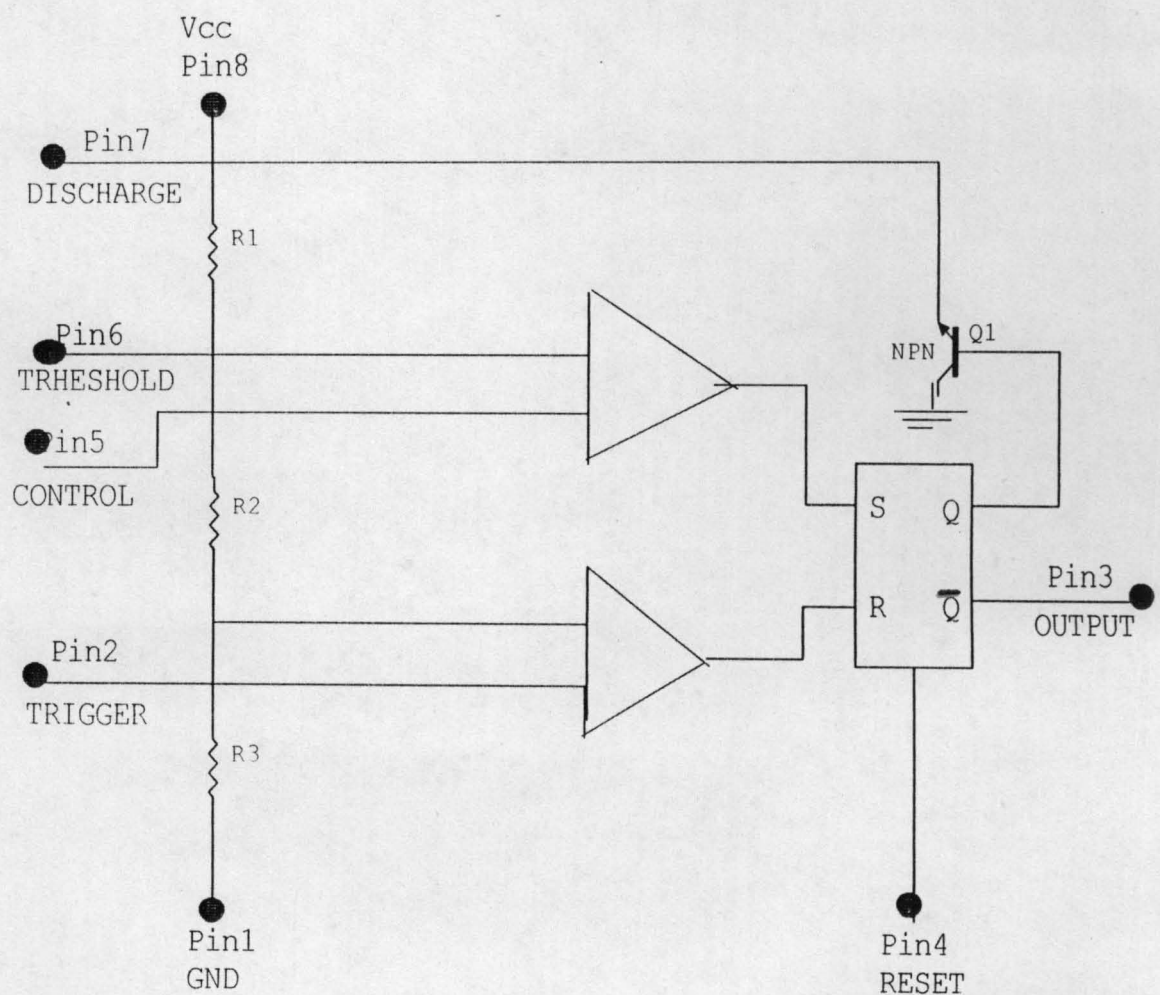 Vcc
Pin8
Pin7
DISCHARGE
R1
Pin6
TRHESHOLD
Q1
NPN
Pin5
CONTROL
R2
S Q
R Q̅
Pin3
OUTPUT
Pin2
TRIGGER
R3
Pin1
GND
Pin4
RESET